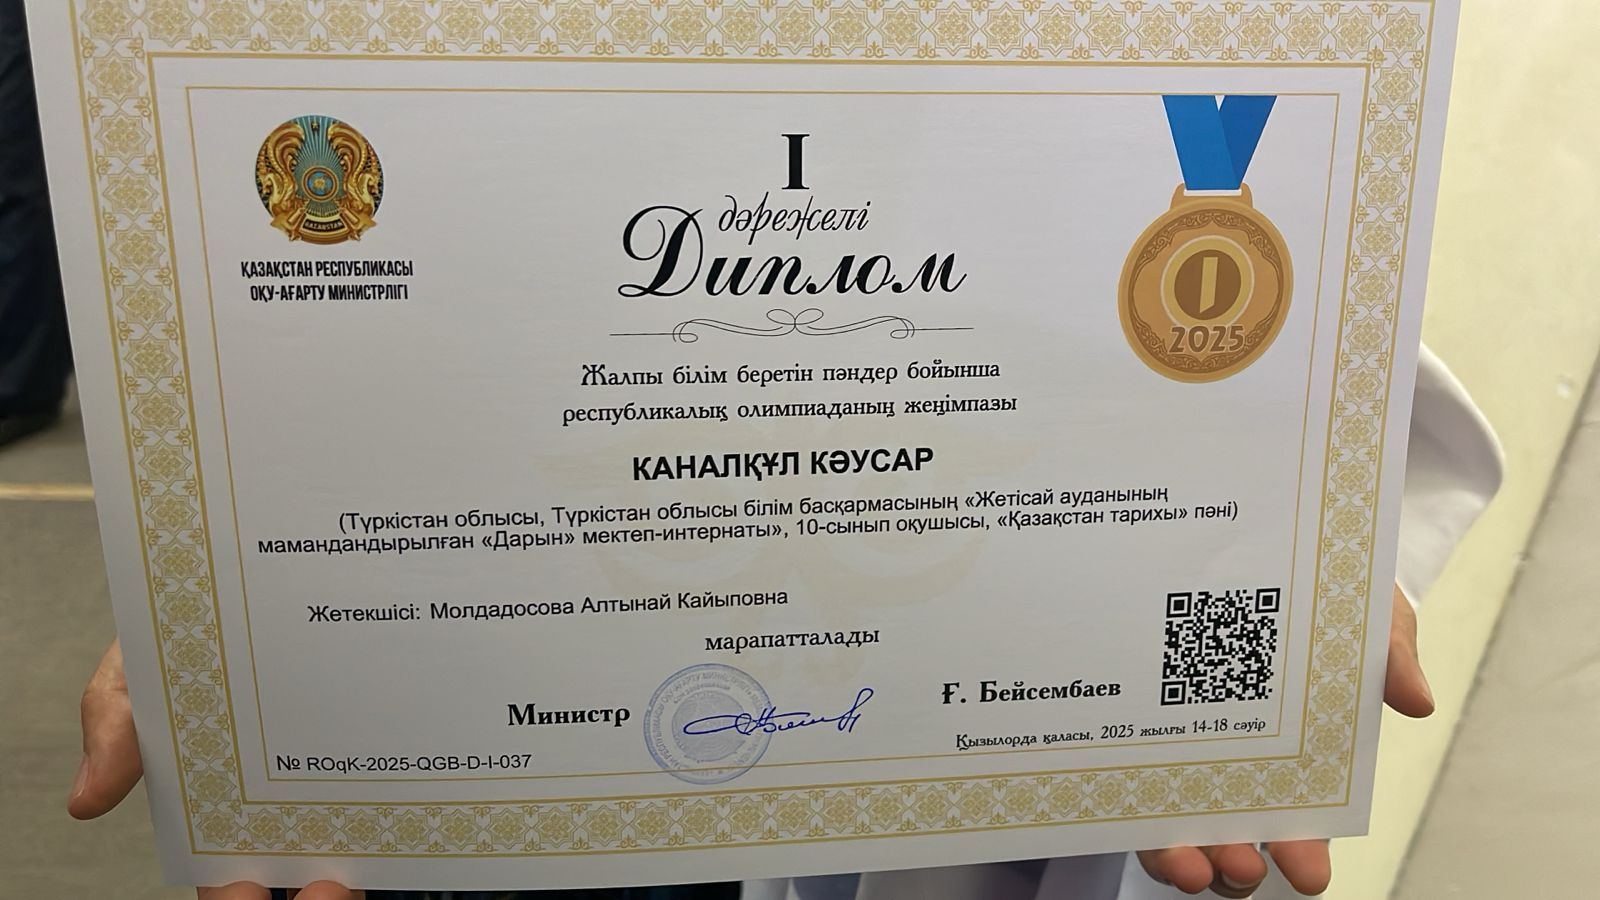 ҚАЗАҚСТАН РЕСПУБЛИКАСЫ
ОҚУ-АҒАРТУ МИНИСТРЛІГІ
I
дәрежелі
Диплом
I
2025
Жалпы білім беретін пәндер бойынша
республикалық олимпиаданың жеңімпазы
КАНАЛҚҰЛ КӘУСАР
(Түркістан облысы, Түркістан облысы білім басқармасының «Жетісай ауданының
мамандандырылған «Дарын» мектеп-интернаты», 10-сынып оқушысы, «Қазақстан тарихы» пәні)
Жетекшісі: Молдадосова Алтынай Кайыповна
марапатталады
Министр
Ғ. Бейсембаев
Қызылорда қаласы, 2025 жылғы 14-18 сәуір
№ ROqK-2025-QGB-D-I-037